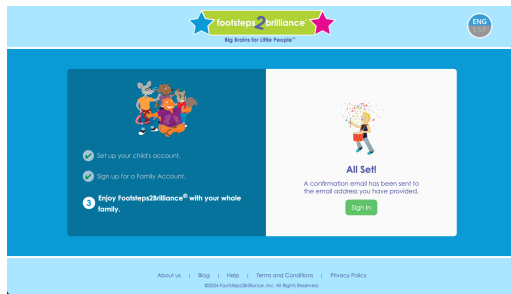 footsteps2brilliance™
Big Brains for Little People™
ENG
ESP
Set up your child's account.
Sign up for a Family Account.
3 Enjoy Footsteps2Brilliance® with your whole
family.
All Set!
A confirmation email has been sent to
the email address you have provided.
Sign In
About us | Blog | Help | Terms and Conditions | Privacy Policy
©2024 Footsteps2Brilliance, Inc. All Rights Reserved.